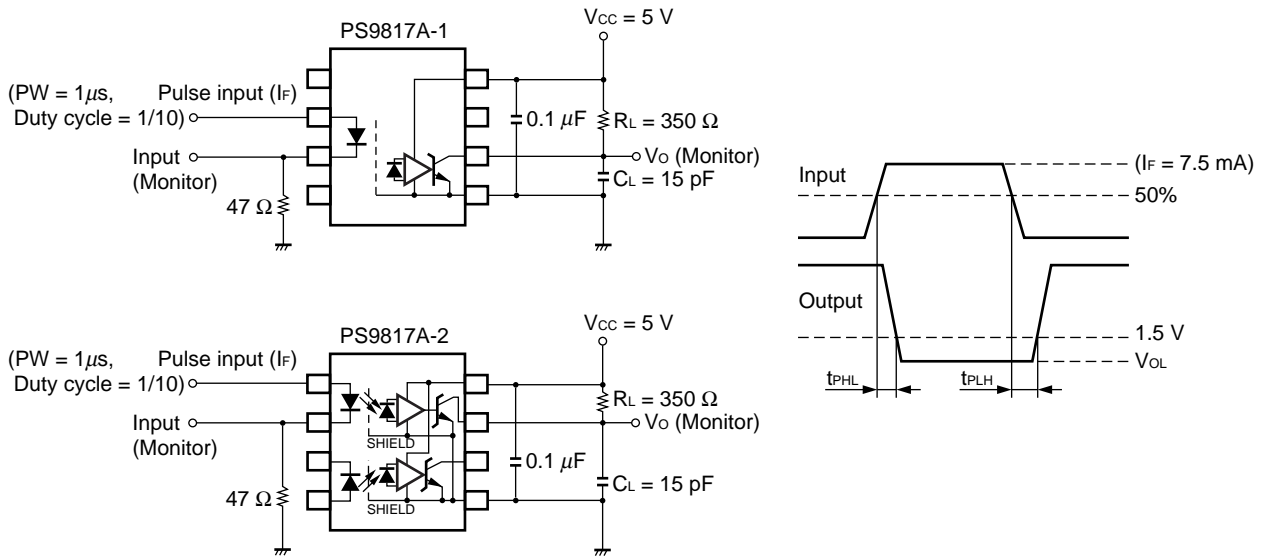 PS9817A-1
VCC = 5 V
(PW = 1μs,
Duty cycle = 1/10)
Pulse input (IF)
Input
(Monitor)
47 Ω
0.1 μF
RL = 350 Ω
VO (Monitor)
CL = 15 pF
PS9817A-2
VCC = 5 V
(PW = 1μs,
Duty cycle = 1/10)
Pulse input (IF)
Input
(Monitor)
47 Ω
SHIELD
SHIELD
0.1 μF
RL = 350 Ω
VO (Monitor)
CL = 15 pF
Input
(IF = 7.5 mA)
50%
Output
1.5 V
VOL
tPHL
tPLH